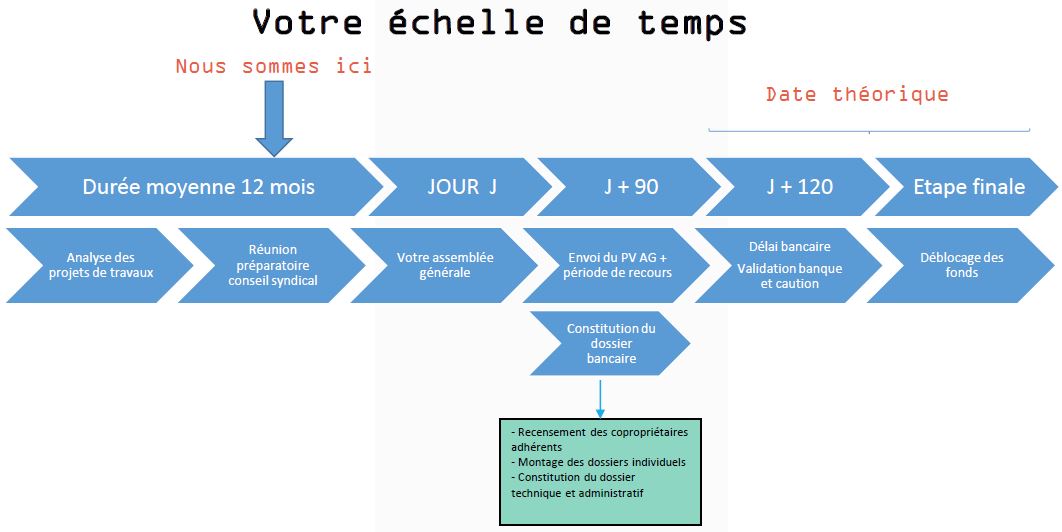 Votre échelle de temps
Nous sommes ici
Date théorique
Durée moyenne 12 mois
JOUR J
J + 90
J + 120
Etape finale
Analyse des
projets de travaux
Réunion
préparatoire
conseil syndical
Votre assemblée
générale
Envoi du PV AG +
période de recours
Délai bancaire
Validation banque
et caution
Déblocage des
fonds
Constitution du
dossier
bancaire
- Recensement des copropriétaires
adhérents
- Montage des dossiers individuels
- Constitution du dossier
technique et administratif